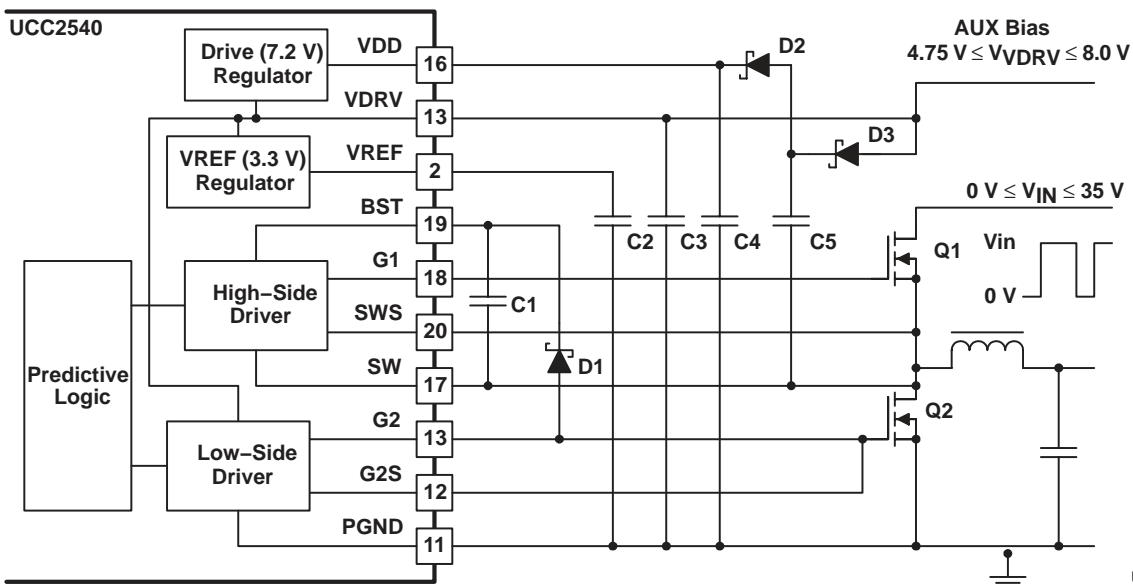 UCC2540
Drive (7.2 V)
Regulator
VDD
16
VDRV
13
VREF (3.3 V)
Regulator
VREF
2
BST
19
G1
18
High−Side
Driver
SWS
20
SW
17
Predictive
Logic
G2
13
Low−Side
Driver
G2S
12
PGND
11
D2
AUX Bias
4.75 V ≤ VVDRV ≤ 8.0 V
D3
0 V ≤ VIN ≤ 35 V
C2
C3
C4
C5
Q1
Vin
0 V
C1
D1
Q2